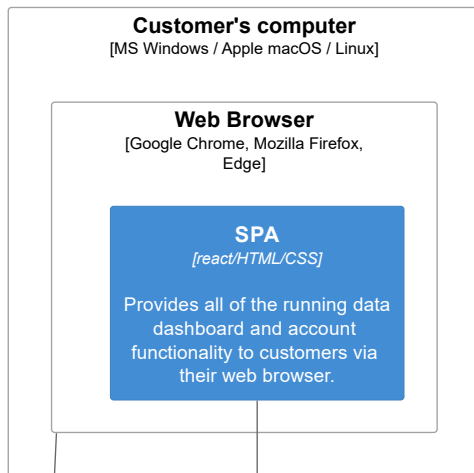 Customer's computer
[MS Windows / Apple macOS / Linux]
Web Browser
[Google Chrome, Mozilla Firefox,
Edge]
SPA
[react/HTML/CSS]
Provides all of the running data
dashboard and account
functionality to customers via
their web browser.